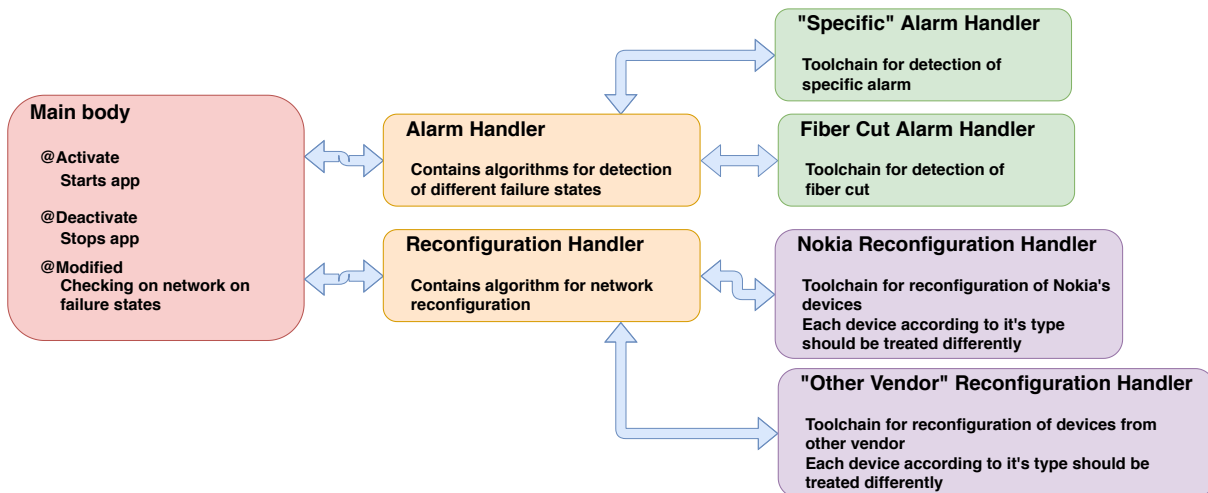 Main body
@Activate
Starts app
@Deactivate
Stops app
@Modified
Checking on network on
failure states
Alarm Handler
Contains algorithms for detection
of different failure states
Reconfiguration Handler
Contains algorithm for network
reconfiguration
"Specific" Alarm Handler
Toolchain for detection of
specific alarm
Fiber Cut Alarm Handler
Toolchain for detection of
fiber cut
Nokia Reconfiguration Handler
Toolchain for reconfiguration of Nokia's
devices
Each device according to it's type
should be treated differently
"Other Vendor" Reconfiguration Handler
Toolchain for reconfiguration of devices from
other vendor
Each device according to it's type should be
treated differently